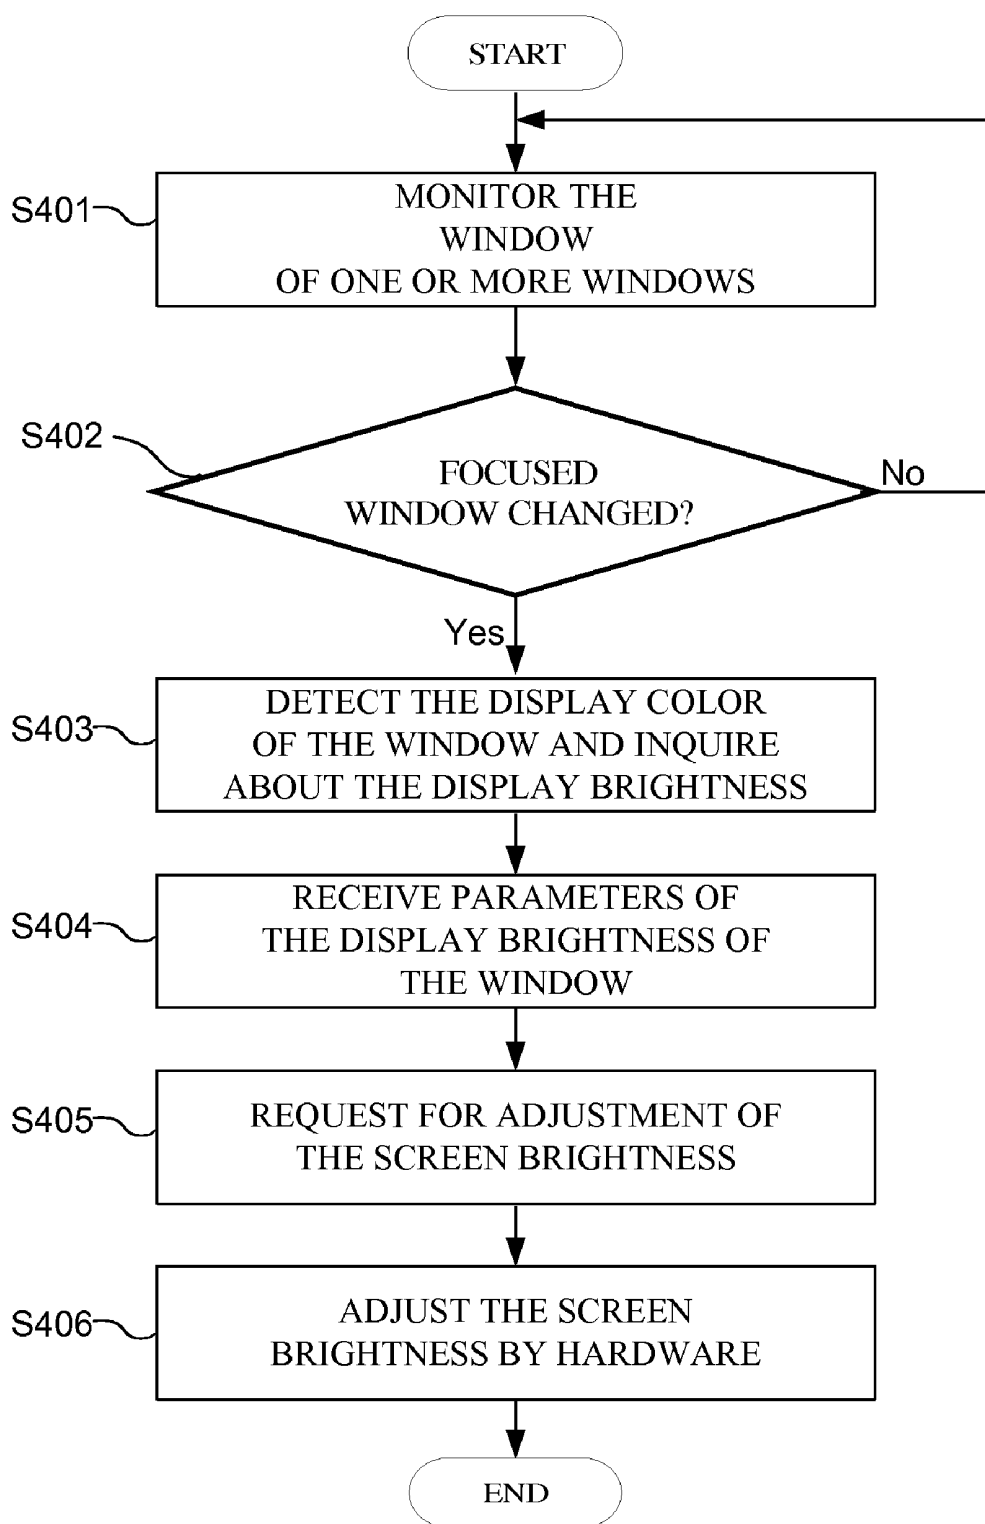 START
S401
MONITOR THE
WINDOW
OF ONE OR MORE WINDOWS
S402
FOCUSED
WINDOW CHANGED?
No
Yes
S403
DETECT THE DISPLAY COLOR
OF THE WINDOW AND INQUIRE
ABOUT THE DISPLAY BRIGHTNESS
S404
RECEIVE PARAMETERS OF
THE DISPLAY BRIGHTNESS OF
THE WINDOW
S405
REQUEST FOR ADJUSTMENT OF
THE SCREEN BRIGHTNESS
S406
ADJUST THE SCREEN
BRIGHTNESS BY HARDWARE
END